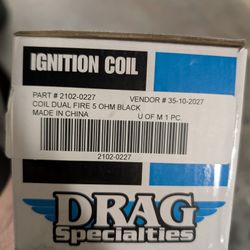 IGNITION COIL
PART # 2102-0227 VENDOR # 35-10-2027
COIL DUAL FIRE 5 OHM BLACK
MADE IN CHINA U OF M 1 PC.
2102-0227
DRAG
Specialties